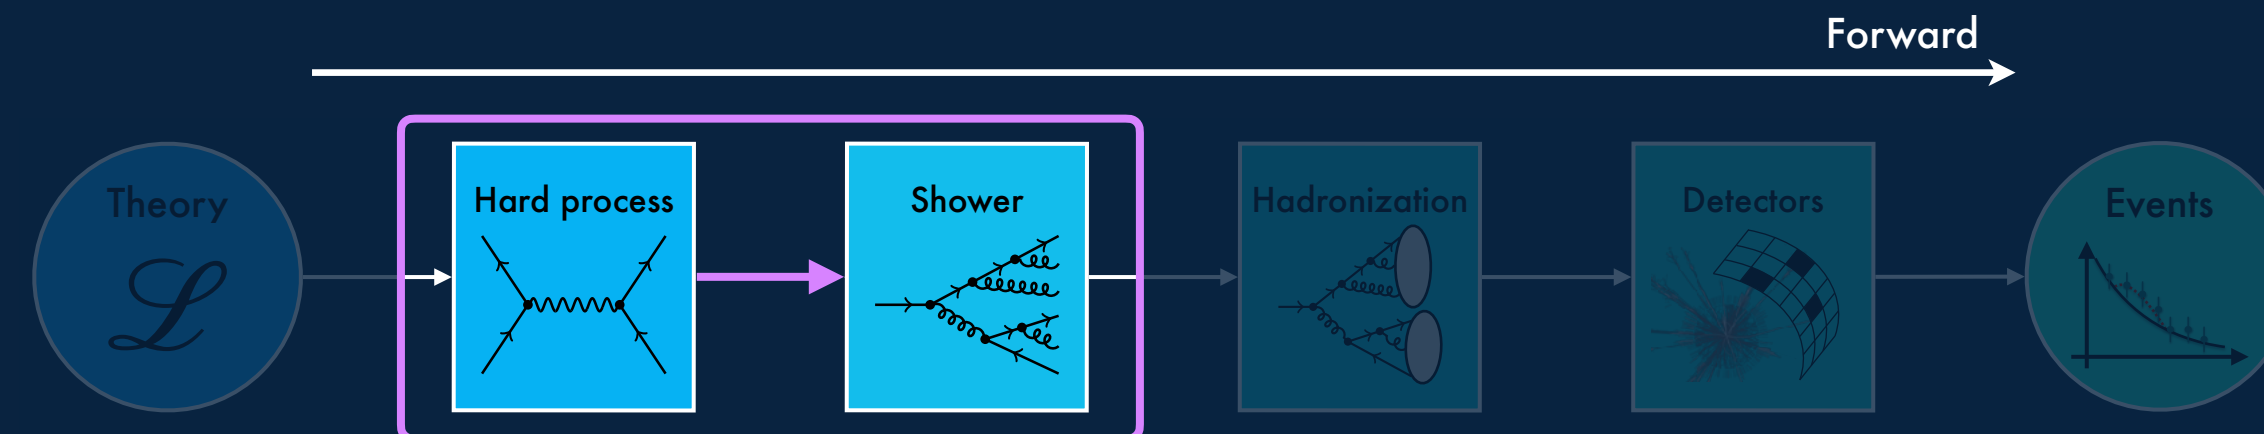 Forward
Theory
ℒ
Hard process
Shower
Hadronization
Detectors
Events